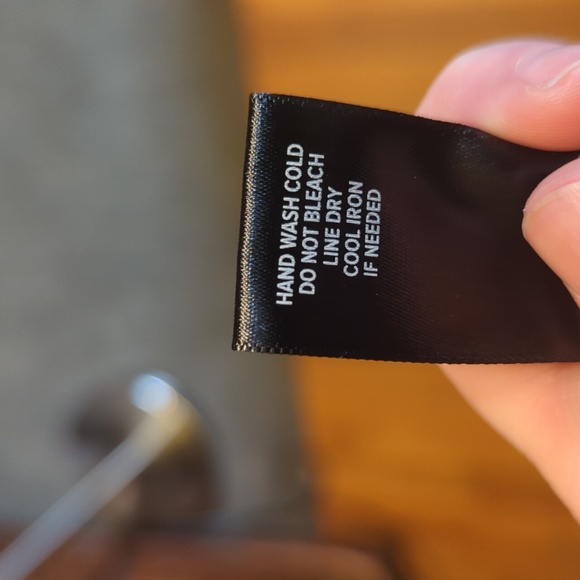 HAND WASH COLD
DO NOT BLEACH
LINE DRY
COOL IRON
IF NEEDED